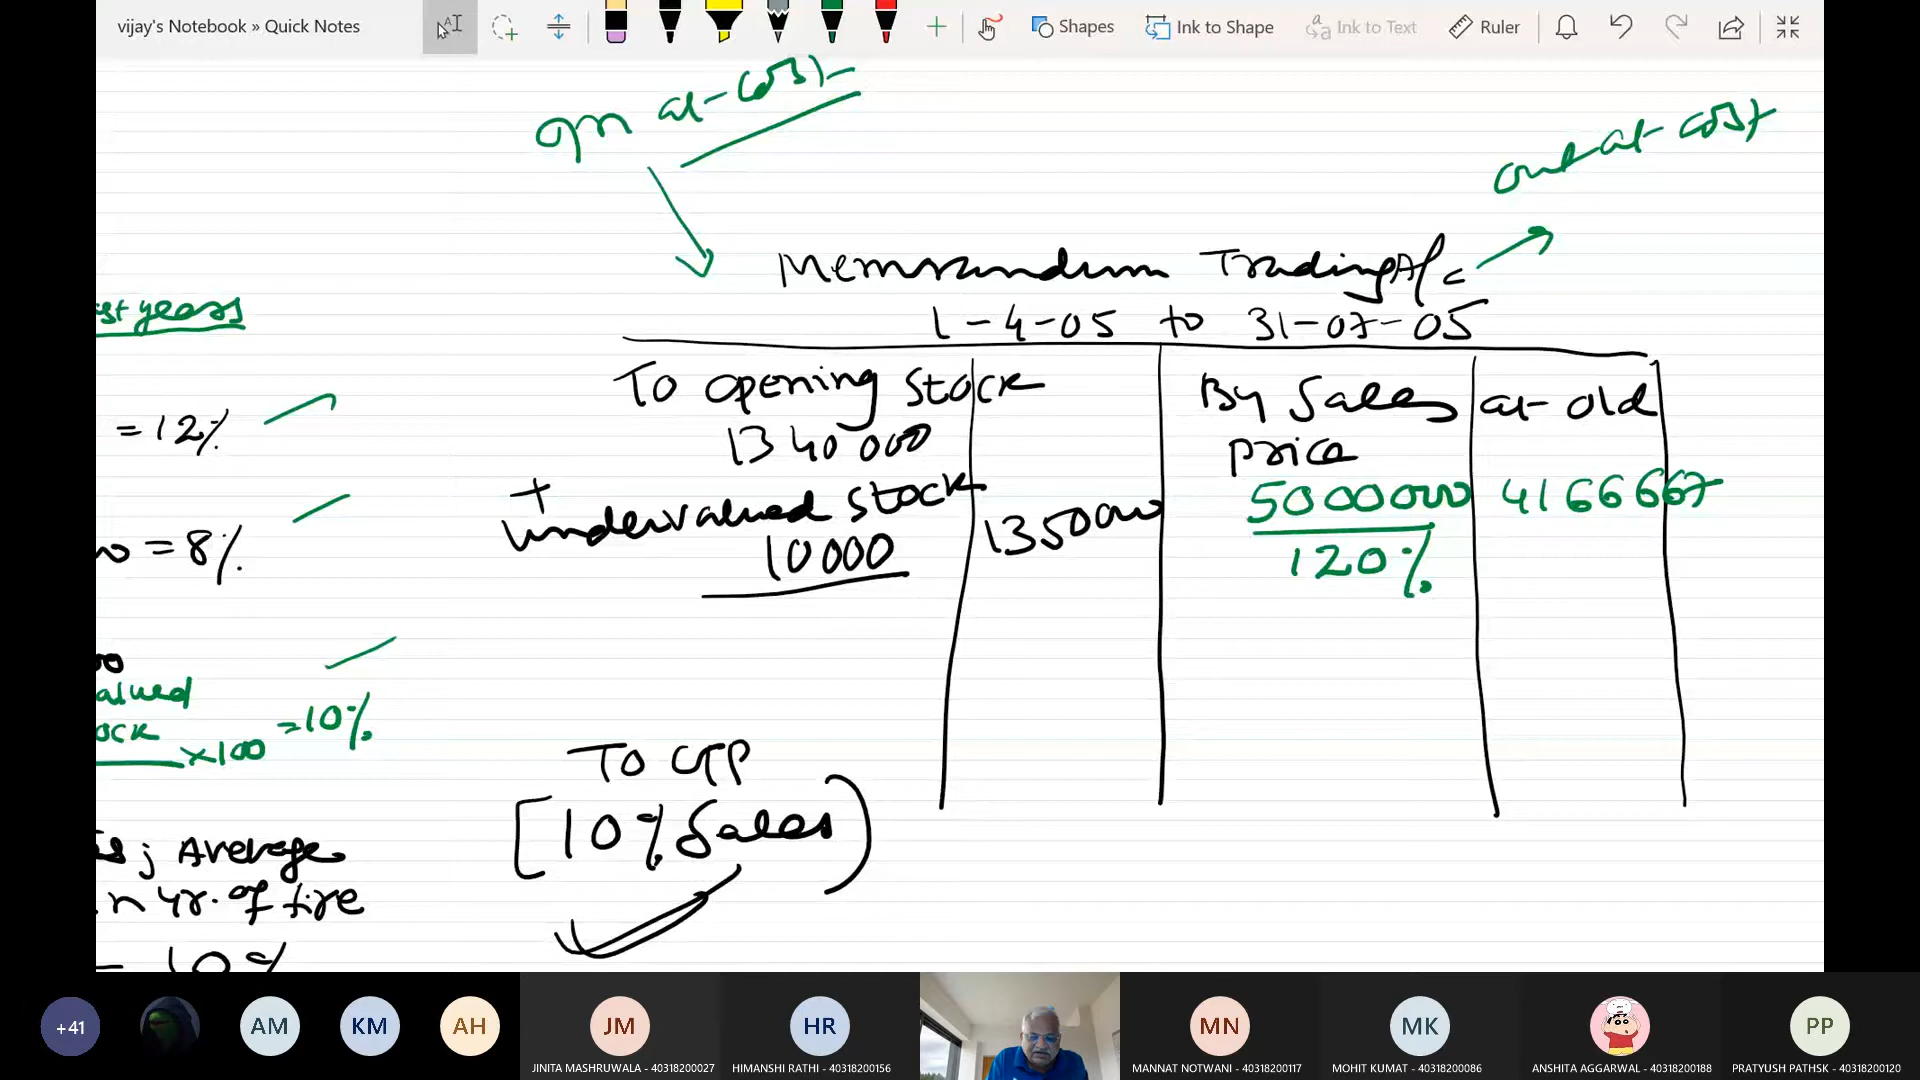 vijay's Notebook » Quick Notes
Shapes
Ink to Shape
Ink to Text
Ruler
at cost
at cost
Memorandum Trading A/c
1-4-05 to 31-07-05
st years
= 12%
= 8%
alued
ock x100 = 10%
; Average
n yr. of fire
= 10%
To opening stock
1340000
+
undervalued stock 1350000
10000
To GP
[10% Sales)
By Sales at old
price
5000000 4166667
120%
+41
AM
KM
AH
JM
HR
MN
MK
PP
JINITA MASHRUWALA - 40318200027
HIMANSHI RATHI - 40318200156
MANNAT NOTWANI - 40318200117
MOHIT KUMAT - 40318200086
ANSHITA AGGARWAL - 40318200188
PRATYUSH PATHSK - 40318200120